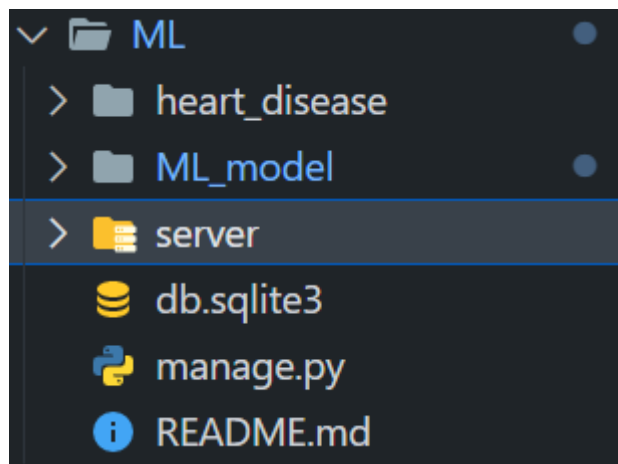 ML
heart_disease
ML_model
server
db.sqlite3
manage.py
README.md